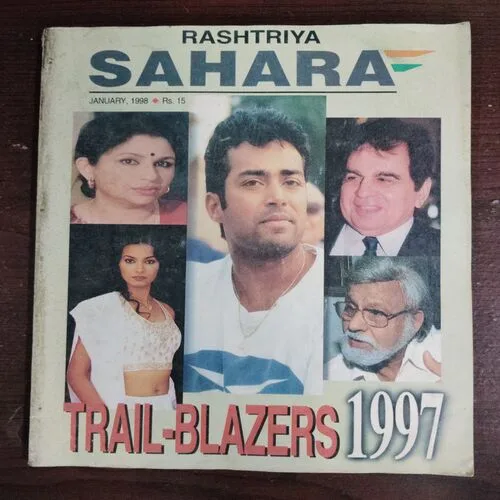 RASHTRIYA
SAHARA
JANUARY, 1998 ◆ Rs. 15
TRAIL-BLAZERS 1997